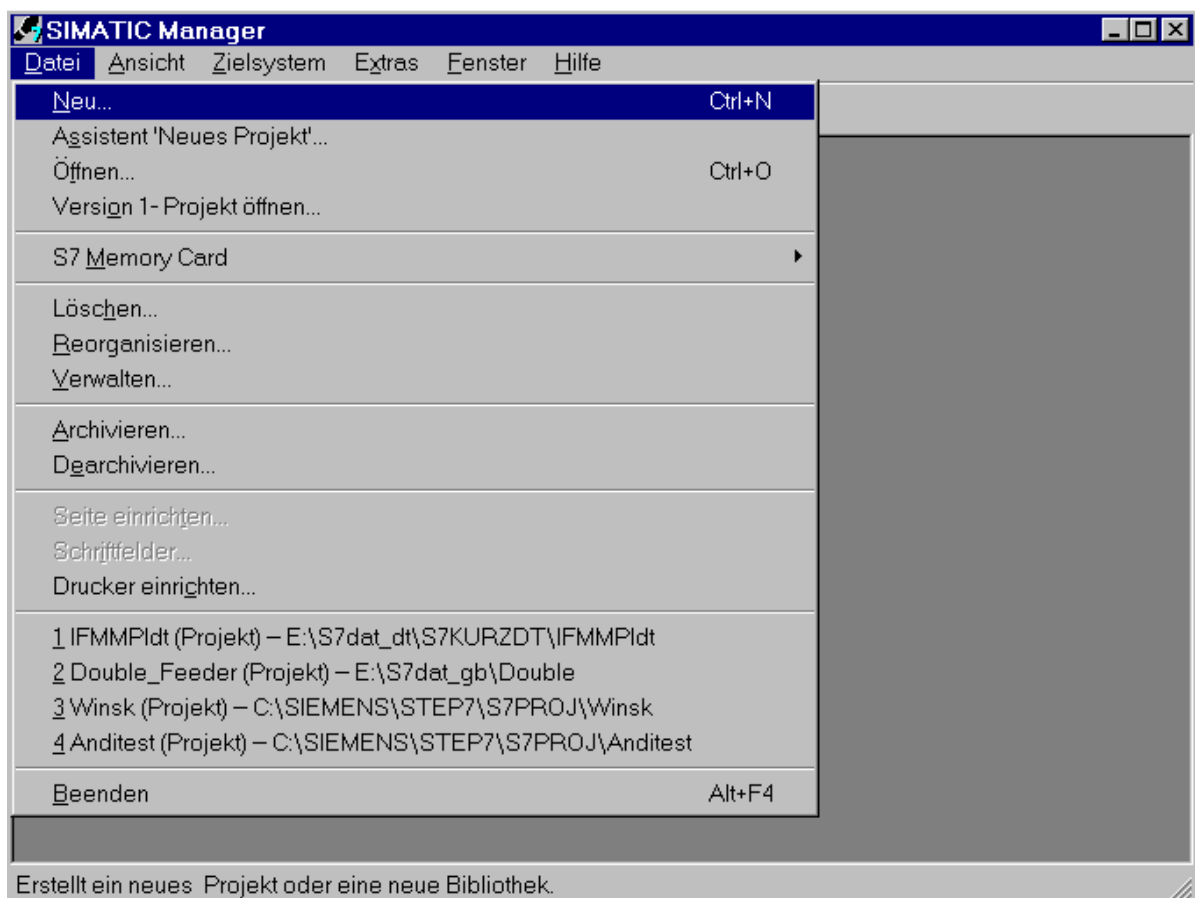 SIMATIC Manager
Datei Ansicht Zielsystem Extras Fenster Hilfe
Neu... Ctrl+N
Assistent 'Neues Projekt'...
Öffnen... Ctrl+O
Version 1- Projekt öffnen...
S7 Memory Card
Löschen...
Reorganisieren...
Verwalten...
Archivieren...
Dearchivieren...
Seite einrichten...
Schriftfelder...
Drucker einrichten...
1 IFMMPIdt (Projekt) – E:\S7dat_dt\S7KURZDT\IFMMPIdt
2 Double_Feeder (Projekt) – E:\S7dat_gb\Double
3 Winsk (Projekt) – C:\SIEMENS\STEP7\S7PROJ\Winsk
4 Anditest (Projekt) – C:\SIEMENS\STEP7\S7PROJ\Anditest
Beenden Alt+F4
Erstellt ein neues Projekt oder eine neue Bibliothek.